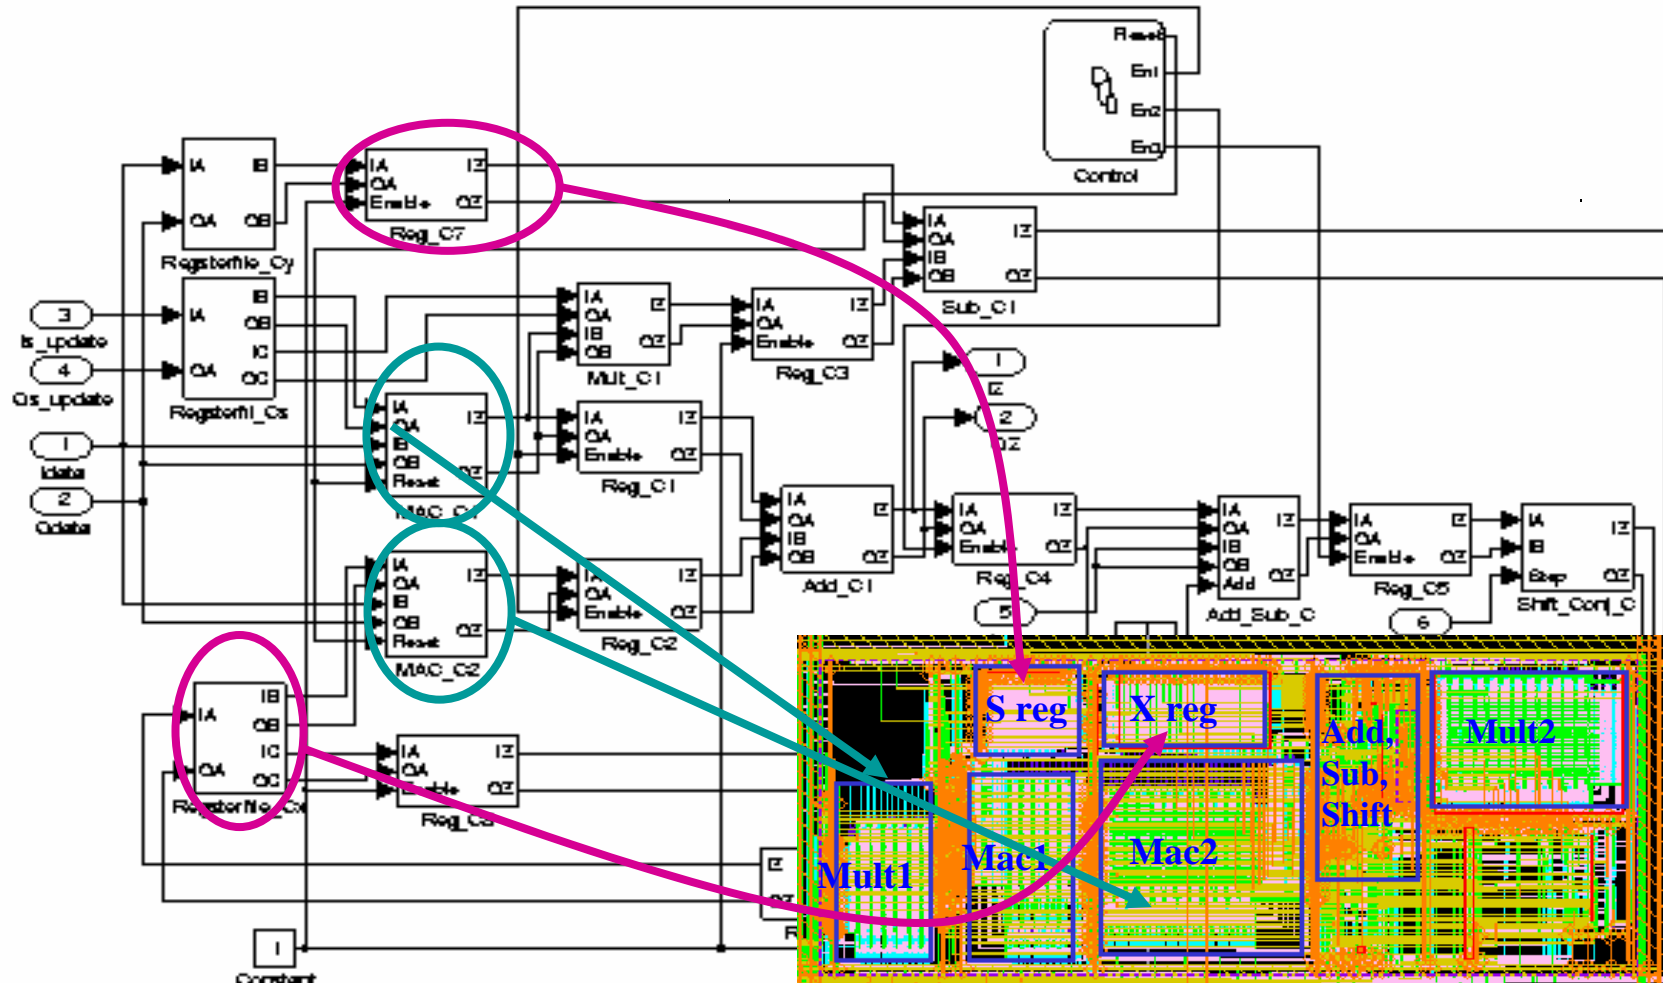 Reset
En1
En2
En3
Control
IA IB
QA QB
Regsterfile_Cy
IA IZ
QA
Enable QZ
Reg_C7
IA IZ
QA
IB
QB QZ
Sub_C1
3
Is_update
4
Qs_update
IA IB
QB
IC
QA QC
Regsterfil_Cs
IA IZ
QA
IB QZ
QB
Mult_C1
IA IZ
QA
Enable QZ
Reg_C3
1
IZ
2
QZ
1
Idata
2
Qdata
IA IZ
QA
IB
QB QZ
Reset
MAC_C1
IA IZ
QA
Enable QZ
Reg_C1
IA IZ
QA
IB
QB QZ
Add_C1
IA IZ
QA
Enable QZ
Reg_C4
IA IZ
QA
IB
QB QZ
Add
Add_Sub_C
IA IZ
QA
Enable QZ
Reg_C5
IA IZ
IB
Step QZ
Shift_Conj_C
5
6
IA IZ
QA
IB
QB QZ
Reset
MAC_C2
IA IZ
QA
Enable QZ
Reg_C2
IA IB
QB
IC
QA QC
Regsterfile_Cx
IA IZ
QA
Enable QZ
IZ
QZ
R
1
Constant
S reg
X reg
Add,
Sub,
Shift
Mult2
Mult1
Mac1
Mac2